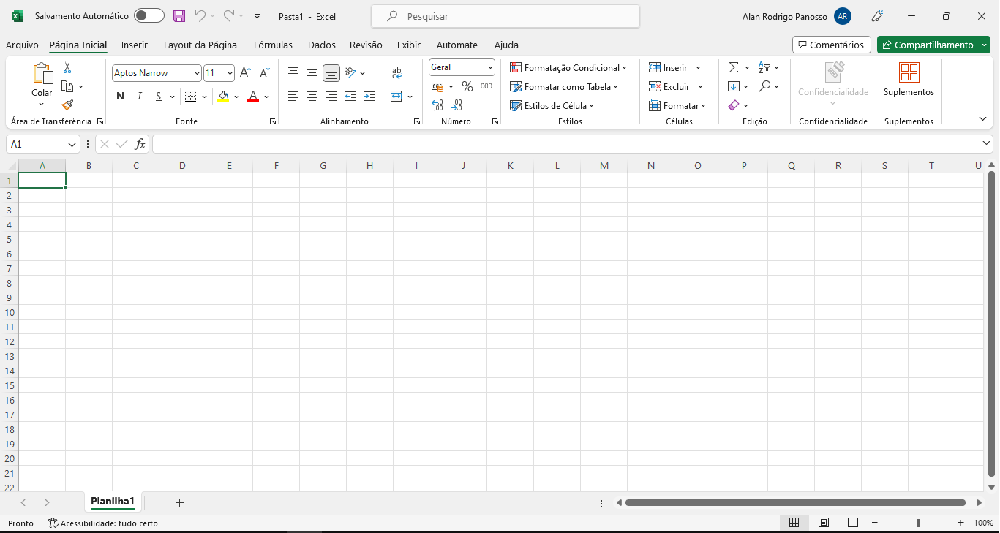 Salvamento Automático Pasta1 - Excel Pesquisar Alan Rodrigo Panosso AR
Arquivo Página Inicial Inserir Layout da Página Fórmulas Dados Revisão Exibir Automate Ajuda Comentários Compartilhamento
Colar
Aptos Narrow 11
N I S
ab
Geral
000
Formatação Condicional
Formatar como Tabela
Estilos de Célula
Inserir
Excluir
Formatar
Confidencialidade
Suplementos
Área de Transferência Fonte Alinhamento Número Estilos Células Edição Confidencialidade Suplementos
A1 fx
A B C D E F G H I J K L M N O P Q R S T U
1
2
3
4
5
6
7
8
9
10
11
12
13
14
15
16
17
18
19
20
21
22
Planilha1
Pronto Acessibilidade: tudo certo 100%